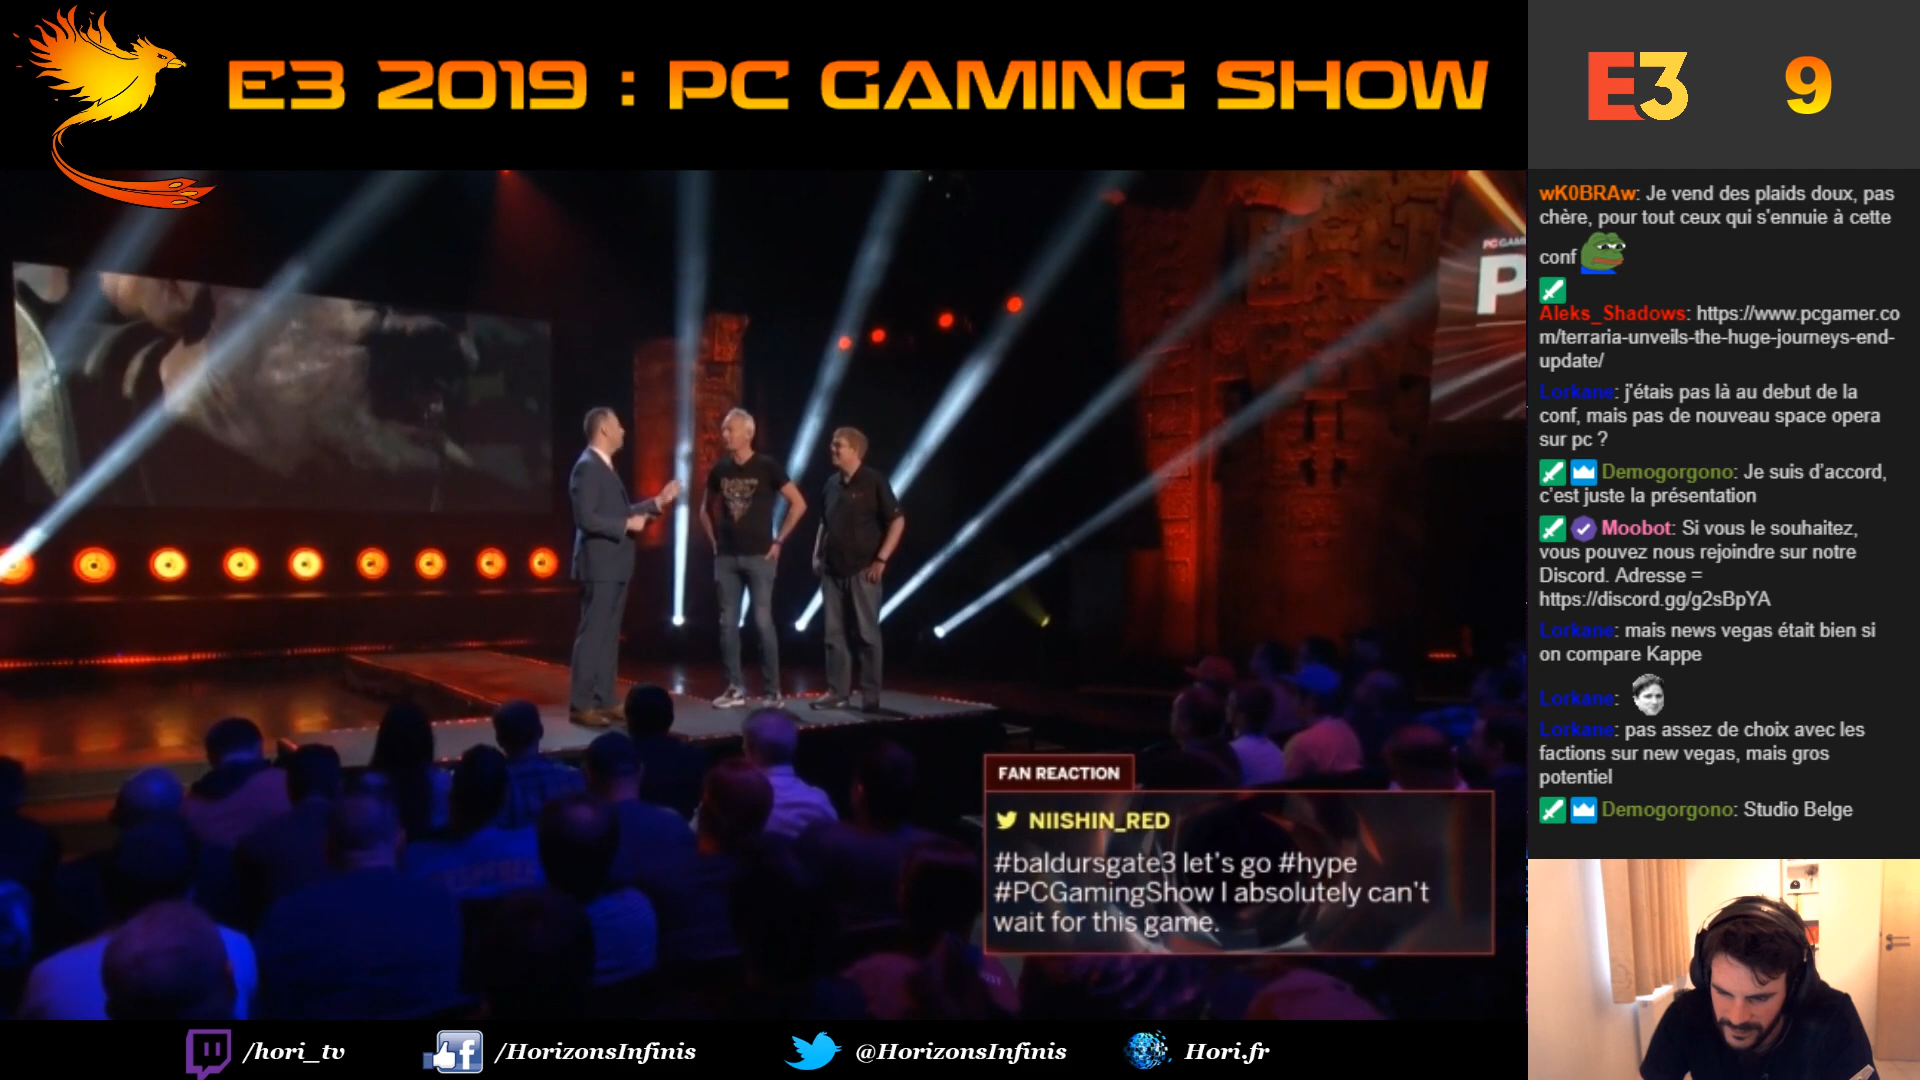 E3 2019 : PC GAMING SHOW
E3
9
PC GAM
P
wK0BRAw: Je vend des plaids doux, pas
chère, pour tout ceux qui s'ennuie à cette
conf
Aleks_Shadows: https://www.pcgamer.co
m/terraria-unveils-the-huge-journeys-end-
update/
Lorkane: j'étais pas là au debut de la
conf, mais pas de nouveau space opera
sur pc ?
Demogorgono: Je suis d'accord,
c'est juste la présentation
Moobot: Si vous le souhaitez,
vous pouvez nous rejoindre sur notre
Discord. Adresse =
https://discord.gg/g2sBpYA
Lorkane: mais news vegas était bien si
on compare Kappe
Lorkane:
Lorkane: pas assez de choix avec les
factions sur new vegas, mais gros
potentiel
Demogorgono: Studio Belge
FAN REACTION
NIISHIN_RED
#baldursgate3 let's go #hype
#PCGamingShow I absolutely can't
wait for this game.
/hori_tv
/HorizonsInfinis
@HorizonsInfinis
Hori.fr